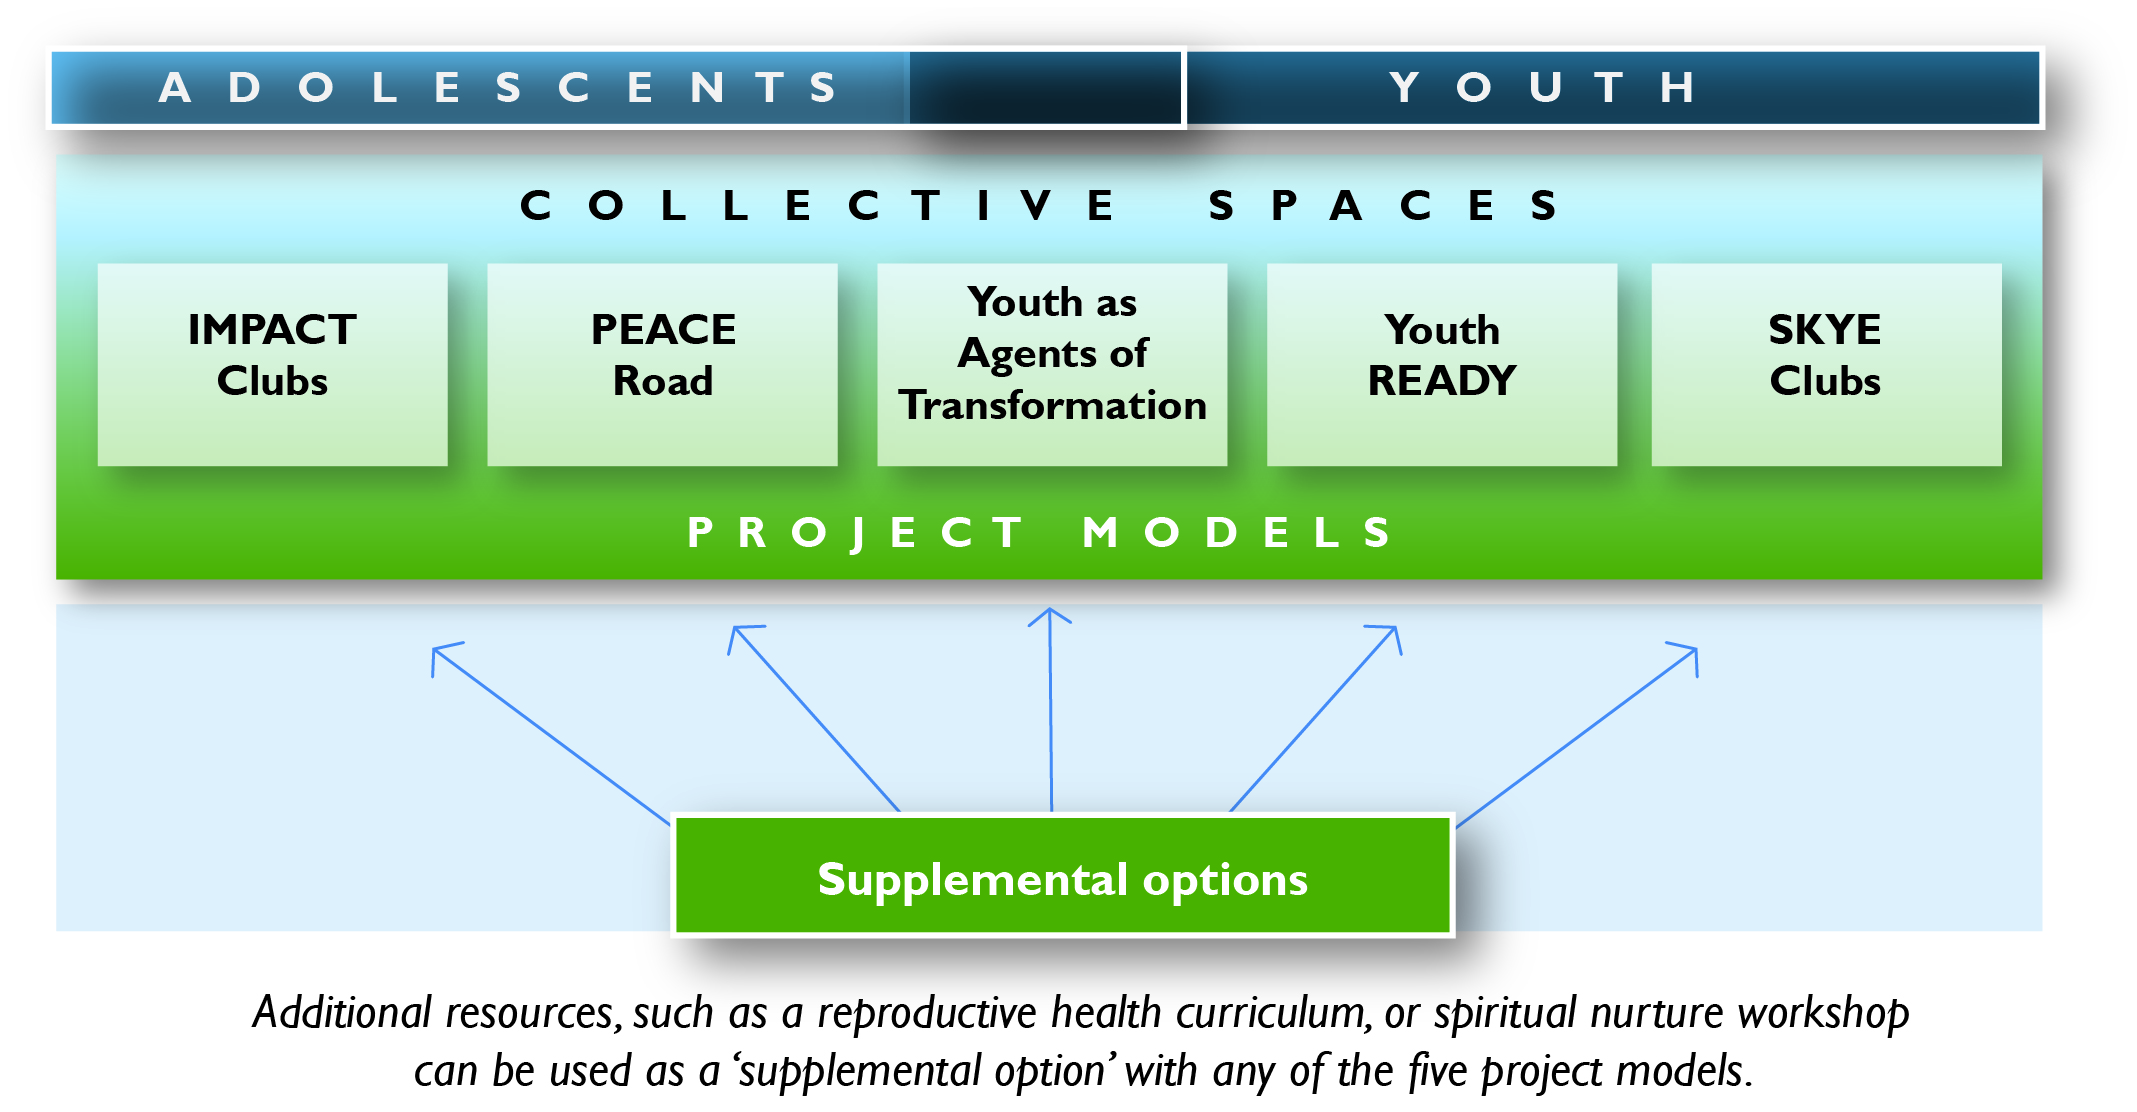 ADOLESCENTS
YOUTH
COLLECTIVE SPACES
IMPACT
Clubs
PEACE
Road
Youth as
Agents of
Transformation
Youth
READY
SKYE
Clubs
PROJECT MODELS
Supplemental options
Additional resources, such as a reproductive health curriculum, or spiritual nurture workshop
can be used as a ‘supplemental option’ with any of the five project models.